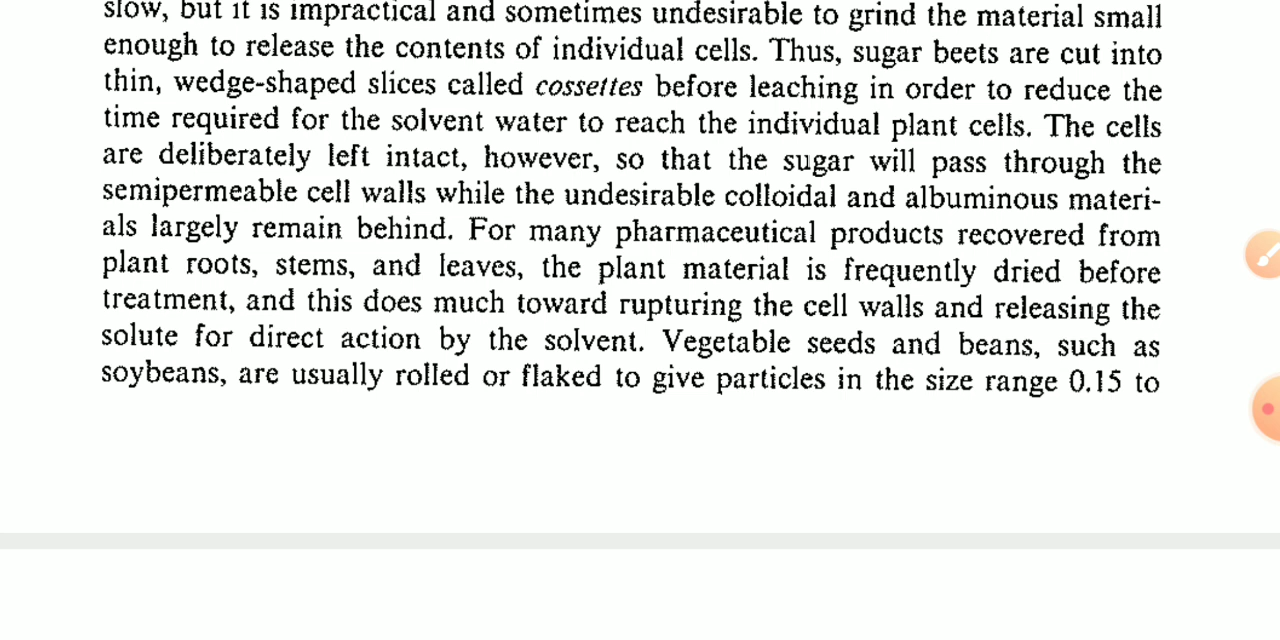 slow, but it is impractical and sometimes undesirable to grind the material small
enough to release the contents of individual cells. Thus, sugar beets are cut into
thin, wedge-shaped slices called cossettes before leaching in order to reduce the
time required for the solvent water to reach the individual plant cells. The cells
are deliberately left intact, however, so that the sugar will pass through the
semipermeable cell walls while the undesirable colloidal and albuminous materi-
als largely remain behind. For many pharmaceutical products recovered from
plant roots, stems, and leaves, the plant material is frequently dried before
treatment, and this does much toward rupturing the cell walls and releasing the
solute for direct action by the solvent. Vegetable seeds and beans, such as
soybeans, are usually rolled or flaked to give particles in the size range 0.15 to